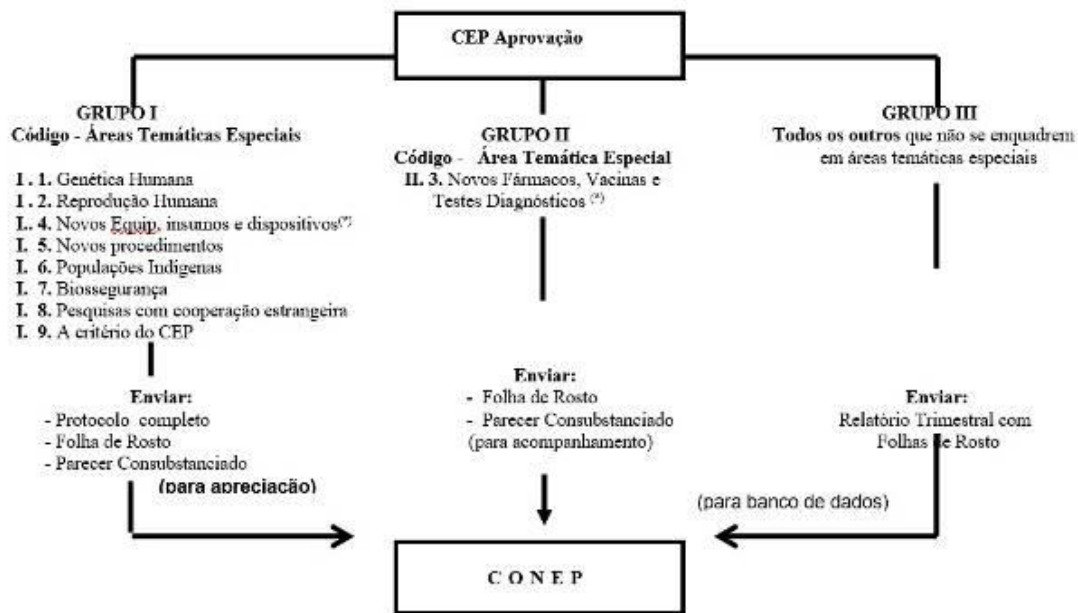 CEP Aprovação
GRUPO I
Código - Áreas Temáticas Especiais
I . 1. Genética Humana
I . 2. Reprodução Humana
I.. 4. Novos Equip, insumos e dispositivos(*)
I. 5. Novos procedimentos
I. 6. Populações Indígenas
I. 7. Biossegurança
I. 8. Pesquisas com cooperação estrangeira
I. 9. A critério do CEP
Enviar:
- Protocolo completo
- Folha de Rosto
- Parecer Consubstanciado
(para apreciação)
GRUPO II
Código - Área Temática Especial
II. 3. Novos Fármacos, Vacinas e
Testes Diagnósticos (*)
Enviar:
- Folha de Rosto
- Parecer Consubstanciado
(para acompanhamento)
GRUPO III
Todos os outros que não se enquadrem
em áreas temáticas especiais
Enviar:
Relatório Trimestral com
Folhas de Rosto
(para banco de dados)
C O N E P